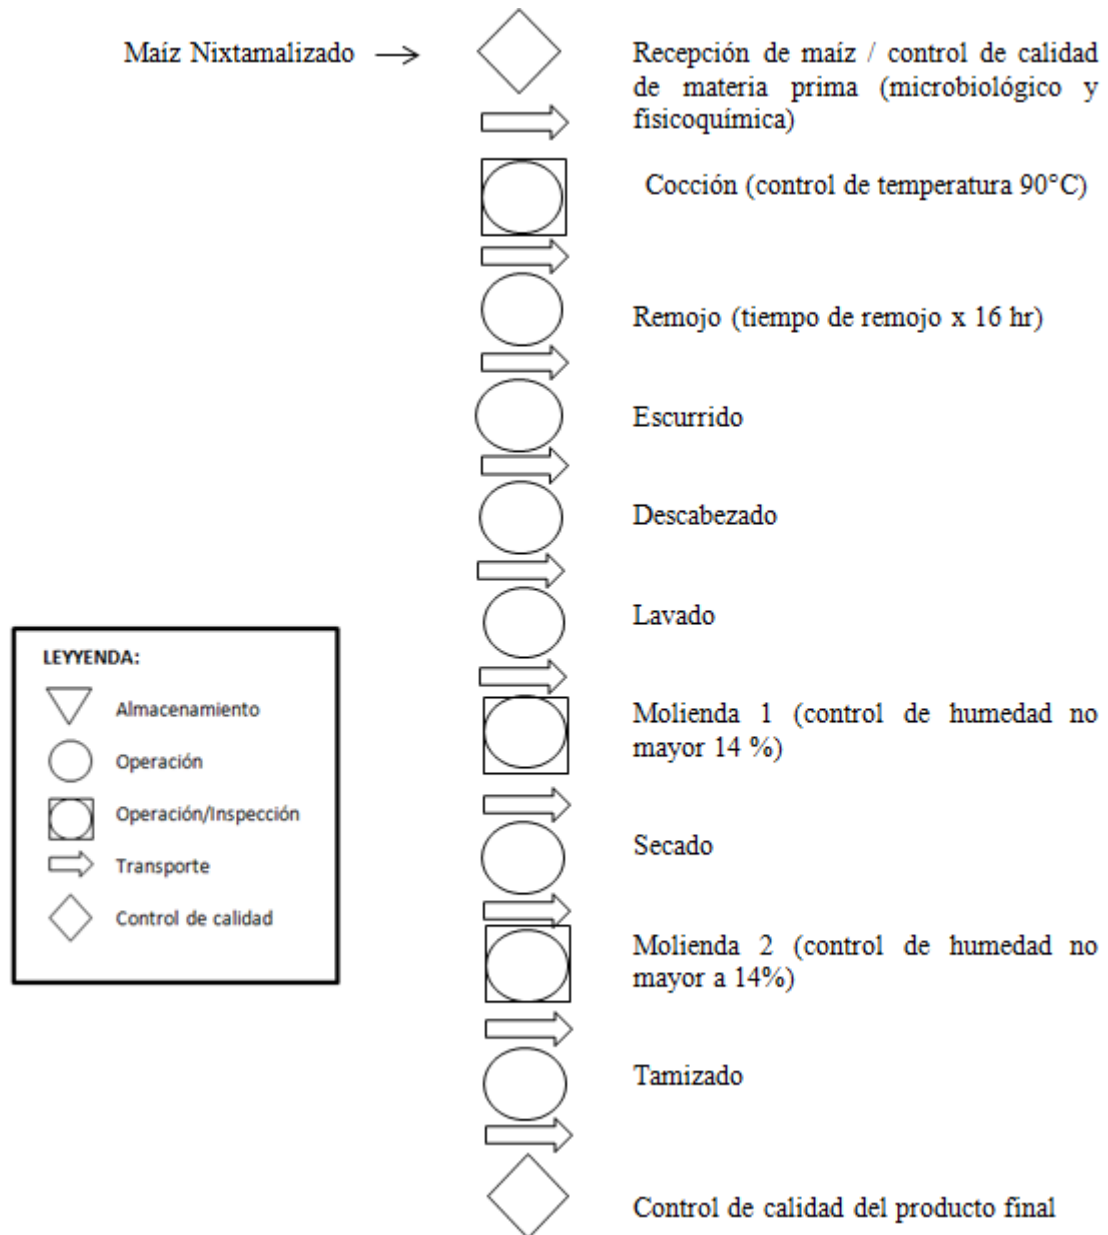 Maíz Nixtamalizado
Recepción de maíz / control de calidad
de materia prima (microbiológico y
fisicoquímica)
Cocción (control de temperatura 90°C)
Remojo (tiempo de remojo x 16 hr)
Escurrido
Descabezado
Lavado
Molienda 1 (control de humedad no
mayor 14 %)
Secado
Molienda 2 (control de humedad no
mayor a 14%)
Tamizado
Control de calidad del producto final
LEYYENDA:
Almacenamiento
Operación
Operación/Inspección
Transporte
Control de calidad